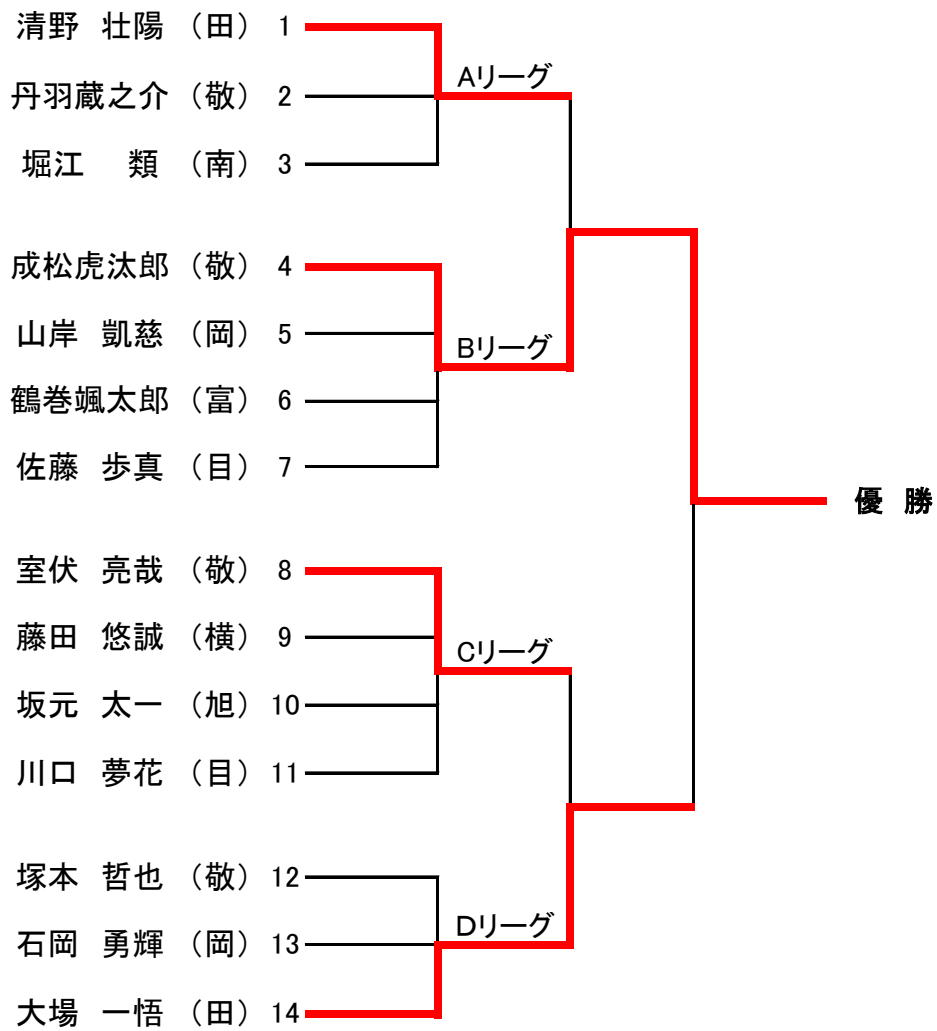 清野 壮陽 （田） 1
Aリーグ
丹羽蔵之介 （敬） 2
堀江 類 （南） 3
成松虎汰郎 （敬） 4
山岸 凱慈 （岡） 5
Bリーグ
鶴巻颯太郎 （富） 6
佐藤 歩真 （目） 7
優 勝
室伏 亮哉 （敬） 8
藤田 悠誠 （横） 9
Cリーグ
坂元 太一 （旭） 10
川口 夢花 （目） 11
塚本 哲也 （敬） 12
Dリーグ
石岡 勇輝 （岡） 13
大場 一悟 （田） 14